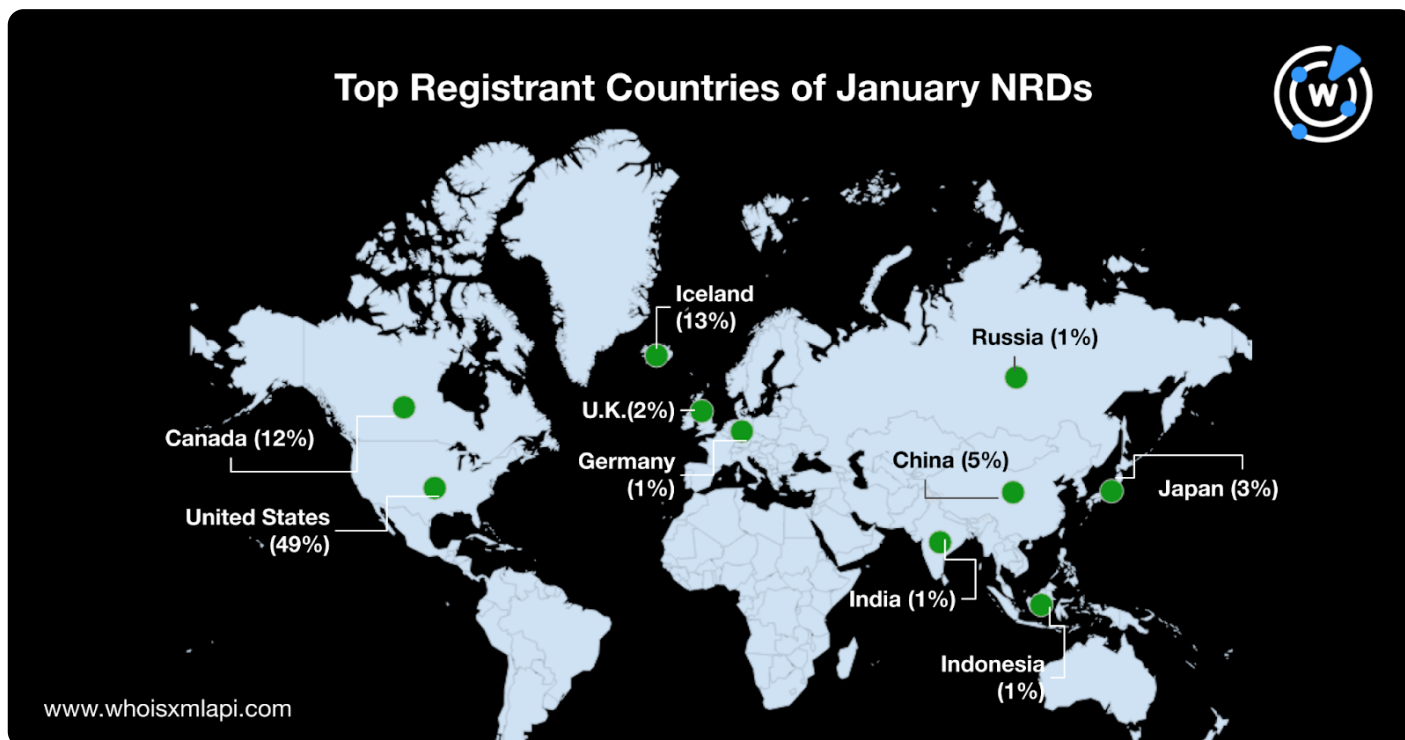 Top Registrant Countries of January NRDs
W
Iceland
(13%)
Russia (1%)
U.K.(2%)
Canada (12%)
Germany
(1%)
China (5%)
Japan (3%)
United States
(49%)
India (1%)
Indonesia
(1%)
www.whoisxmlapi.com